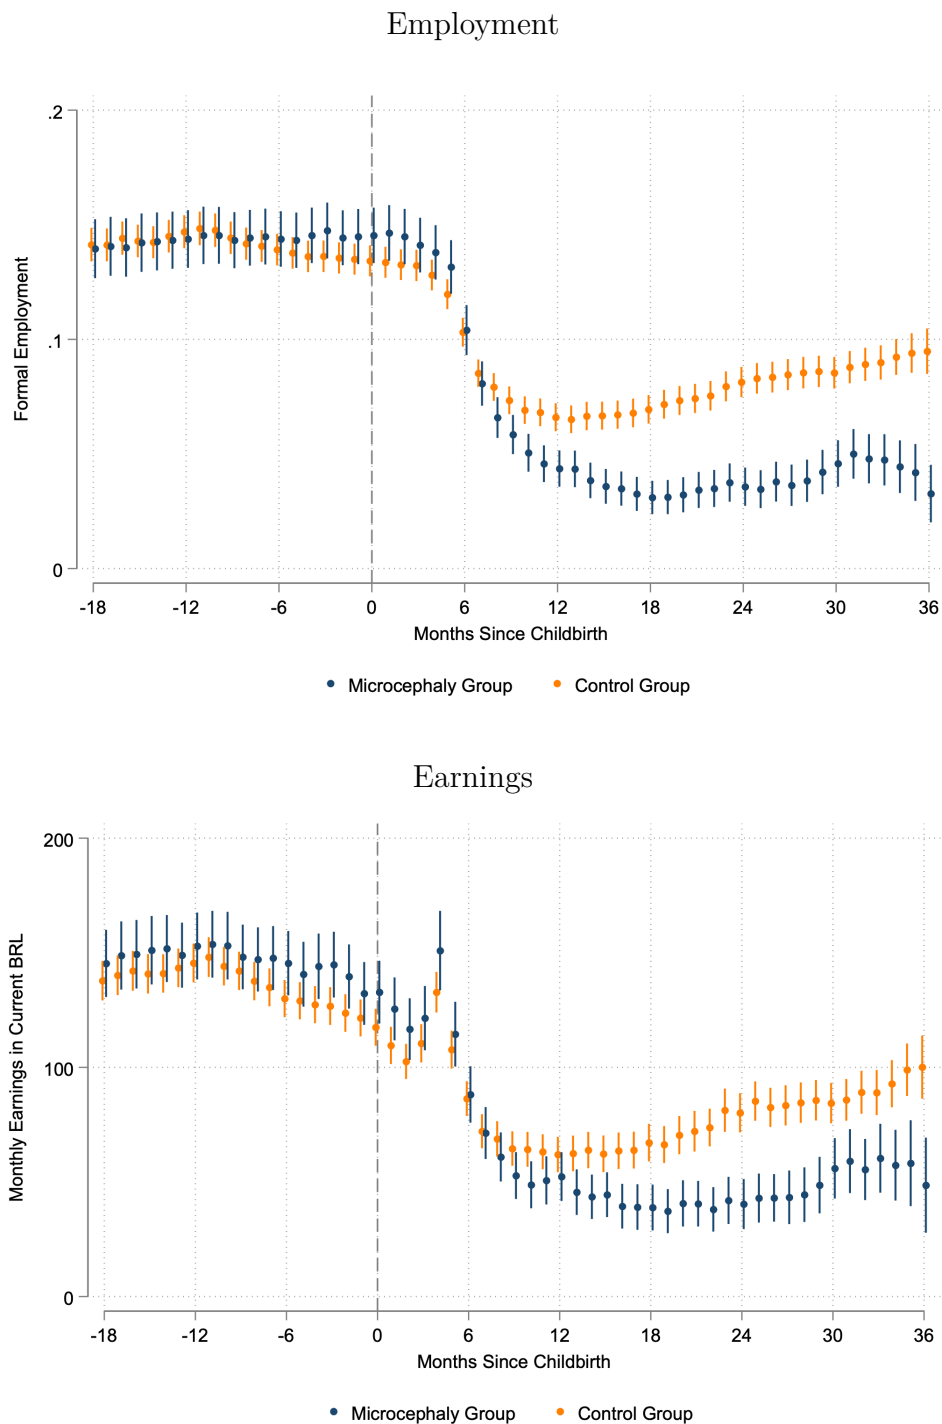 Employment
.2
.1
0
Formal Employment
-18 -12 -6 0 6 12 18 24 30 36
Months Since Childbirth
Microcephaly Group Control Group
Earnings
200
100
0
Monthly Earnings in Current BRL
-18 -12 -6 0 6 12 18 24 30 36
Months Since Childbirth
Microcephaly Group Control Group